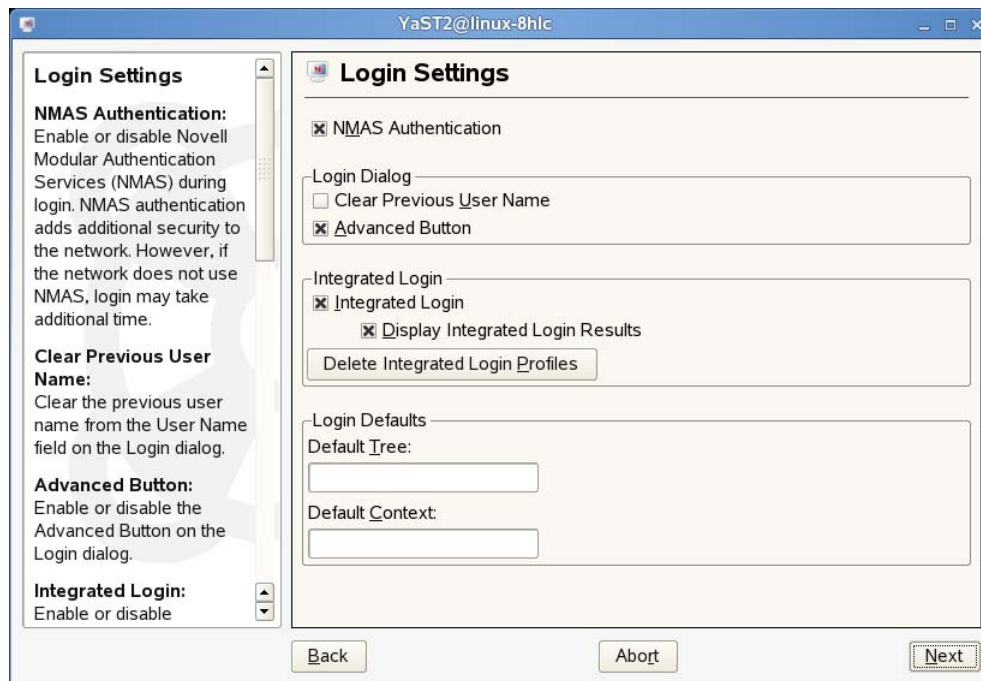 YaST2@linux-8hlc
Login Settings
NMAS Authentication:
Enable or disable Novell
Modular Authentication
Services (NMAS) during
login. NMAS authentication
adds additional security to
the network. However, if
the network does not use
NMAS, login may take
additional time.
Clear Previous User
Name:
Clear the previous user
name from the User Name
field on the Login dialog.
Advanced Button:
Enable or disable the
Advanced Button on the
Login dialog.
Integrated Login:
Enable or disable
Login Settings
NMAS Authentication
Login Dialog
Clear Previous User Name
Advanced Button
Integrated Login
Integrated Login
Display Integrated Login Results
Delete Integrated Login Profiles
Login Defaults
Default Tree:
Default Context:
Back
Abort
Next